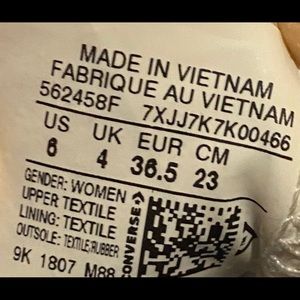 MADE IN VIETNAM
FABRIQUE AU VIETNAM
562458F 7XJJ7K7K00466
US UK EUR CM
6 4 36.5 23
GENDER: WOMEN
UPPER TEXTILE
LINING: TEXTILE
OUTSOLE: TEXTILE/RUBBER
9K 1807 M88
CONVERSE